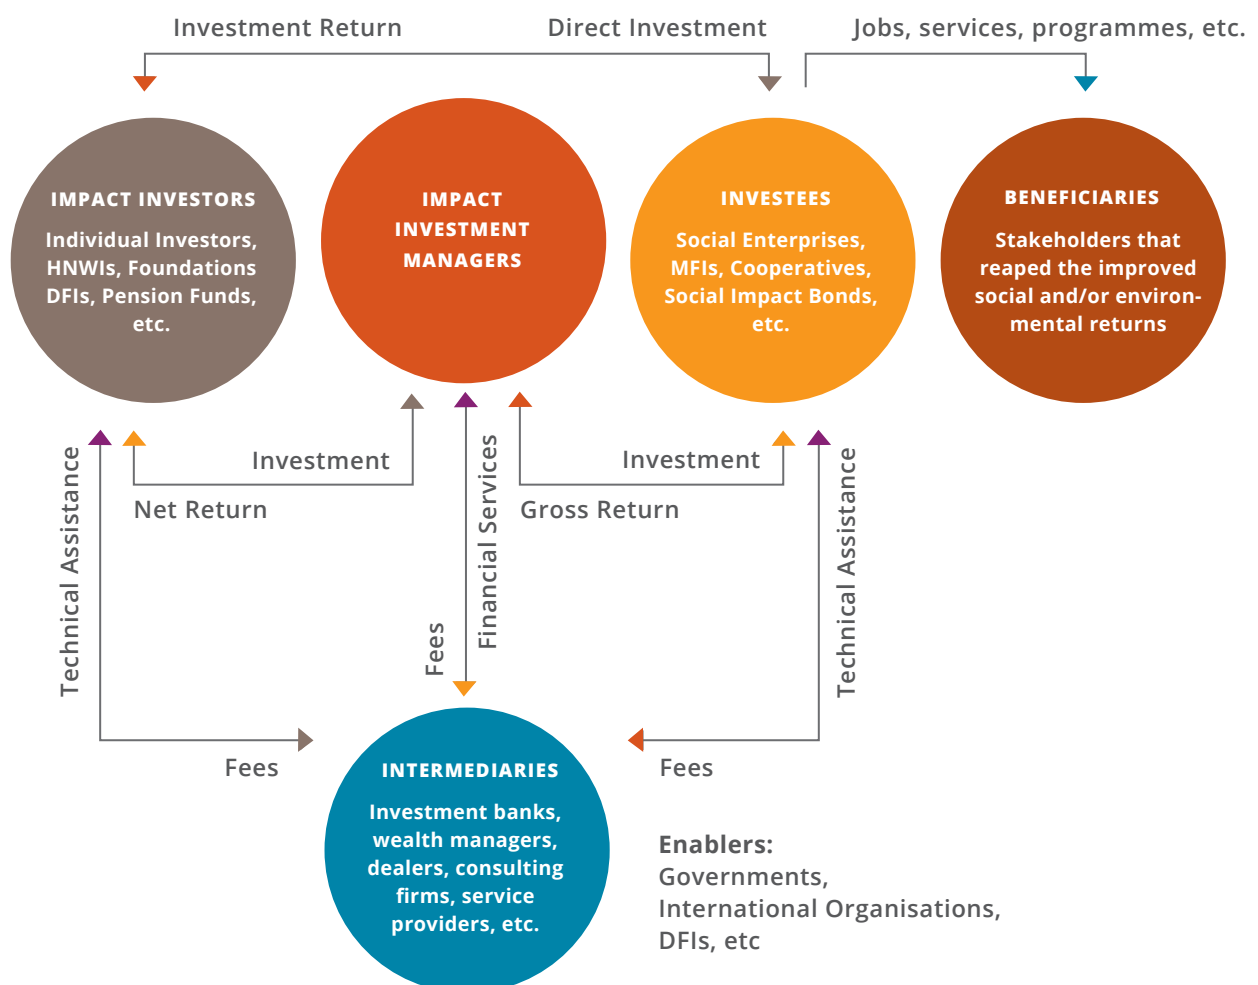 Investment Return
Direct Investment
Jobs, services, programmes, etc.
IMPACT INVESTORS
Individual Investors,
HNWIs, Foundations
DFIs, Pension Funds,
etc.
IMPACT
INVESTMENT
MANAGERS
INVESTEES
Social Enterprises,
MFIs, Cooperatives,
Social Impact Bonds,
etc.
BENEFICIARIES
Stakeholders that
reaped the improved
social and/or environ-
mental returns
Technical Assistance
Investment
Net Return
Fees
Financial Services
Investment
Gross Return
Technical Assistance
Fees
Fees
INTERMEDIARIES
Investment banks,
wealth managers,
dealers, consulting
firms, service
providers, etc.
Enablers:
Governments,
International Organisations,
DFIs, etc